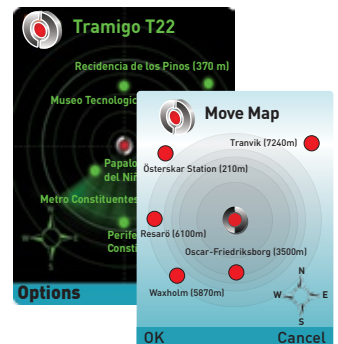 Tramigo T22
Recidencia de los Pinos (370 m)
Museo Tecnologic
Papalo
del Niñ
Metro Constituentes
Perife
Consti
Options
Move Map
Tranvik (7240m)
Österskar Station (210m)
Resarö (6100m)
Oscar-Friedriksborg (3500m)
Waxholm (5870m)
N
W
E
S
OK
Cancel